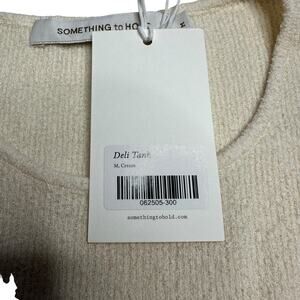 SOMETHING to HOLD
M
Deli Tank
M, Cream
062505-300
somethingtohold.com